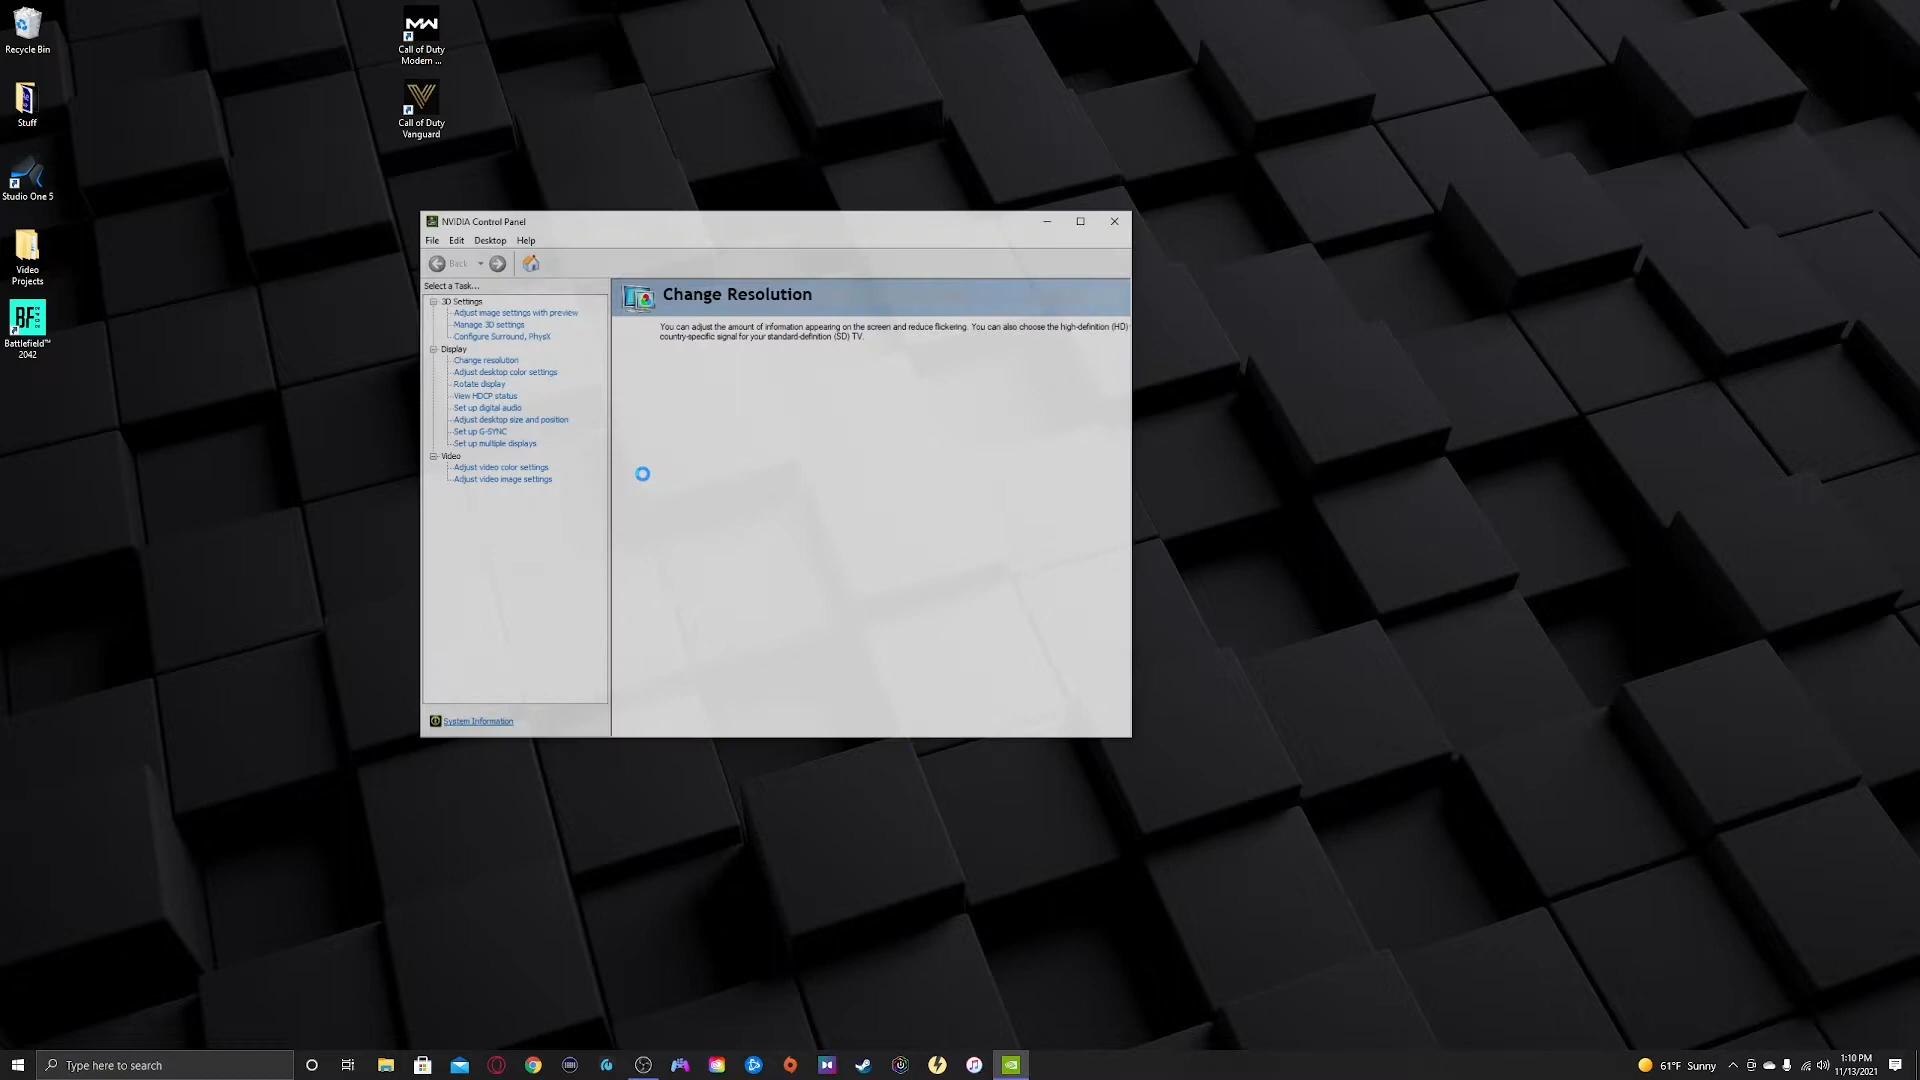 Recycle Bin
Stuff
Studio One 5
Video
Projects
BF
Battlefield™
2042
MW
Call of Duty
Modern ...
Call of Duty
Vanguard
NVIDIA Control Panel
File Edit Desktop Help
Back
Select a Task...
3D Settings
Adjust image settings with preview
Manage 3D settings
Configure Surround, PhysX
Display
Change resolution
Adjust desktop color settings
Rotate display
View HDCP status
Set up digital audio
Adjust desktop size and position
Set up G-SYNC
Set up multiple displays
Video
Adjust video color settings
Adjust video image settings
System Information
Change Resolution
You can adjust the amount of information appearing on the screen and reduce flickering. You can also choose the high-definition (HD)
country-specific signal for your standard-definition (SD) TV.
Type here to search
61°F Sunny
1:10 PM
11/13/2021